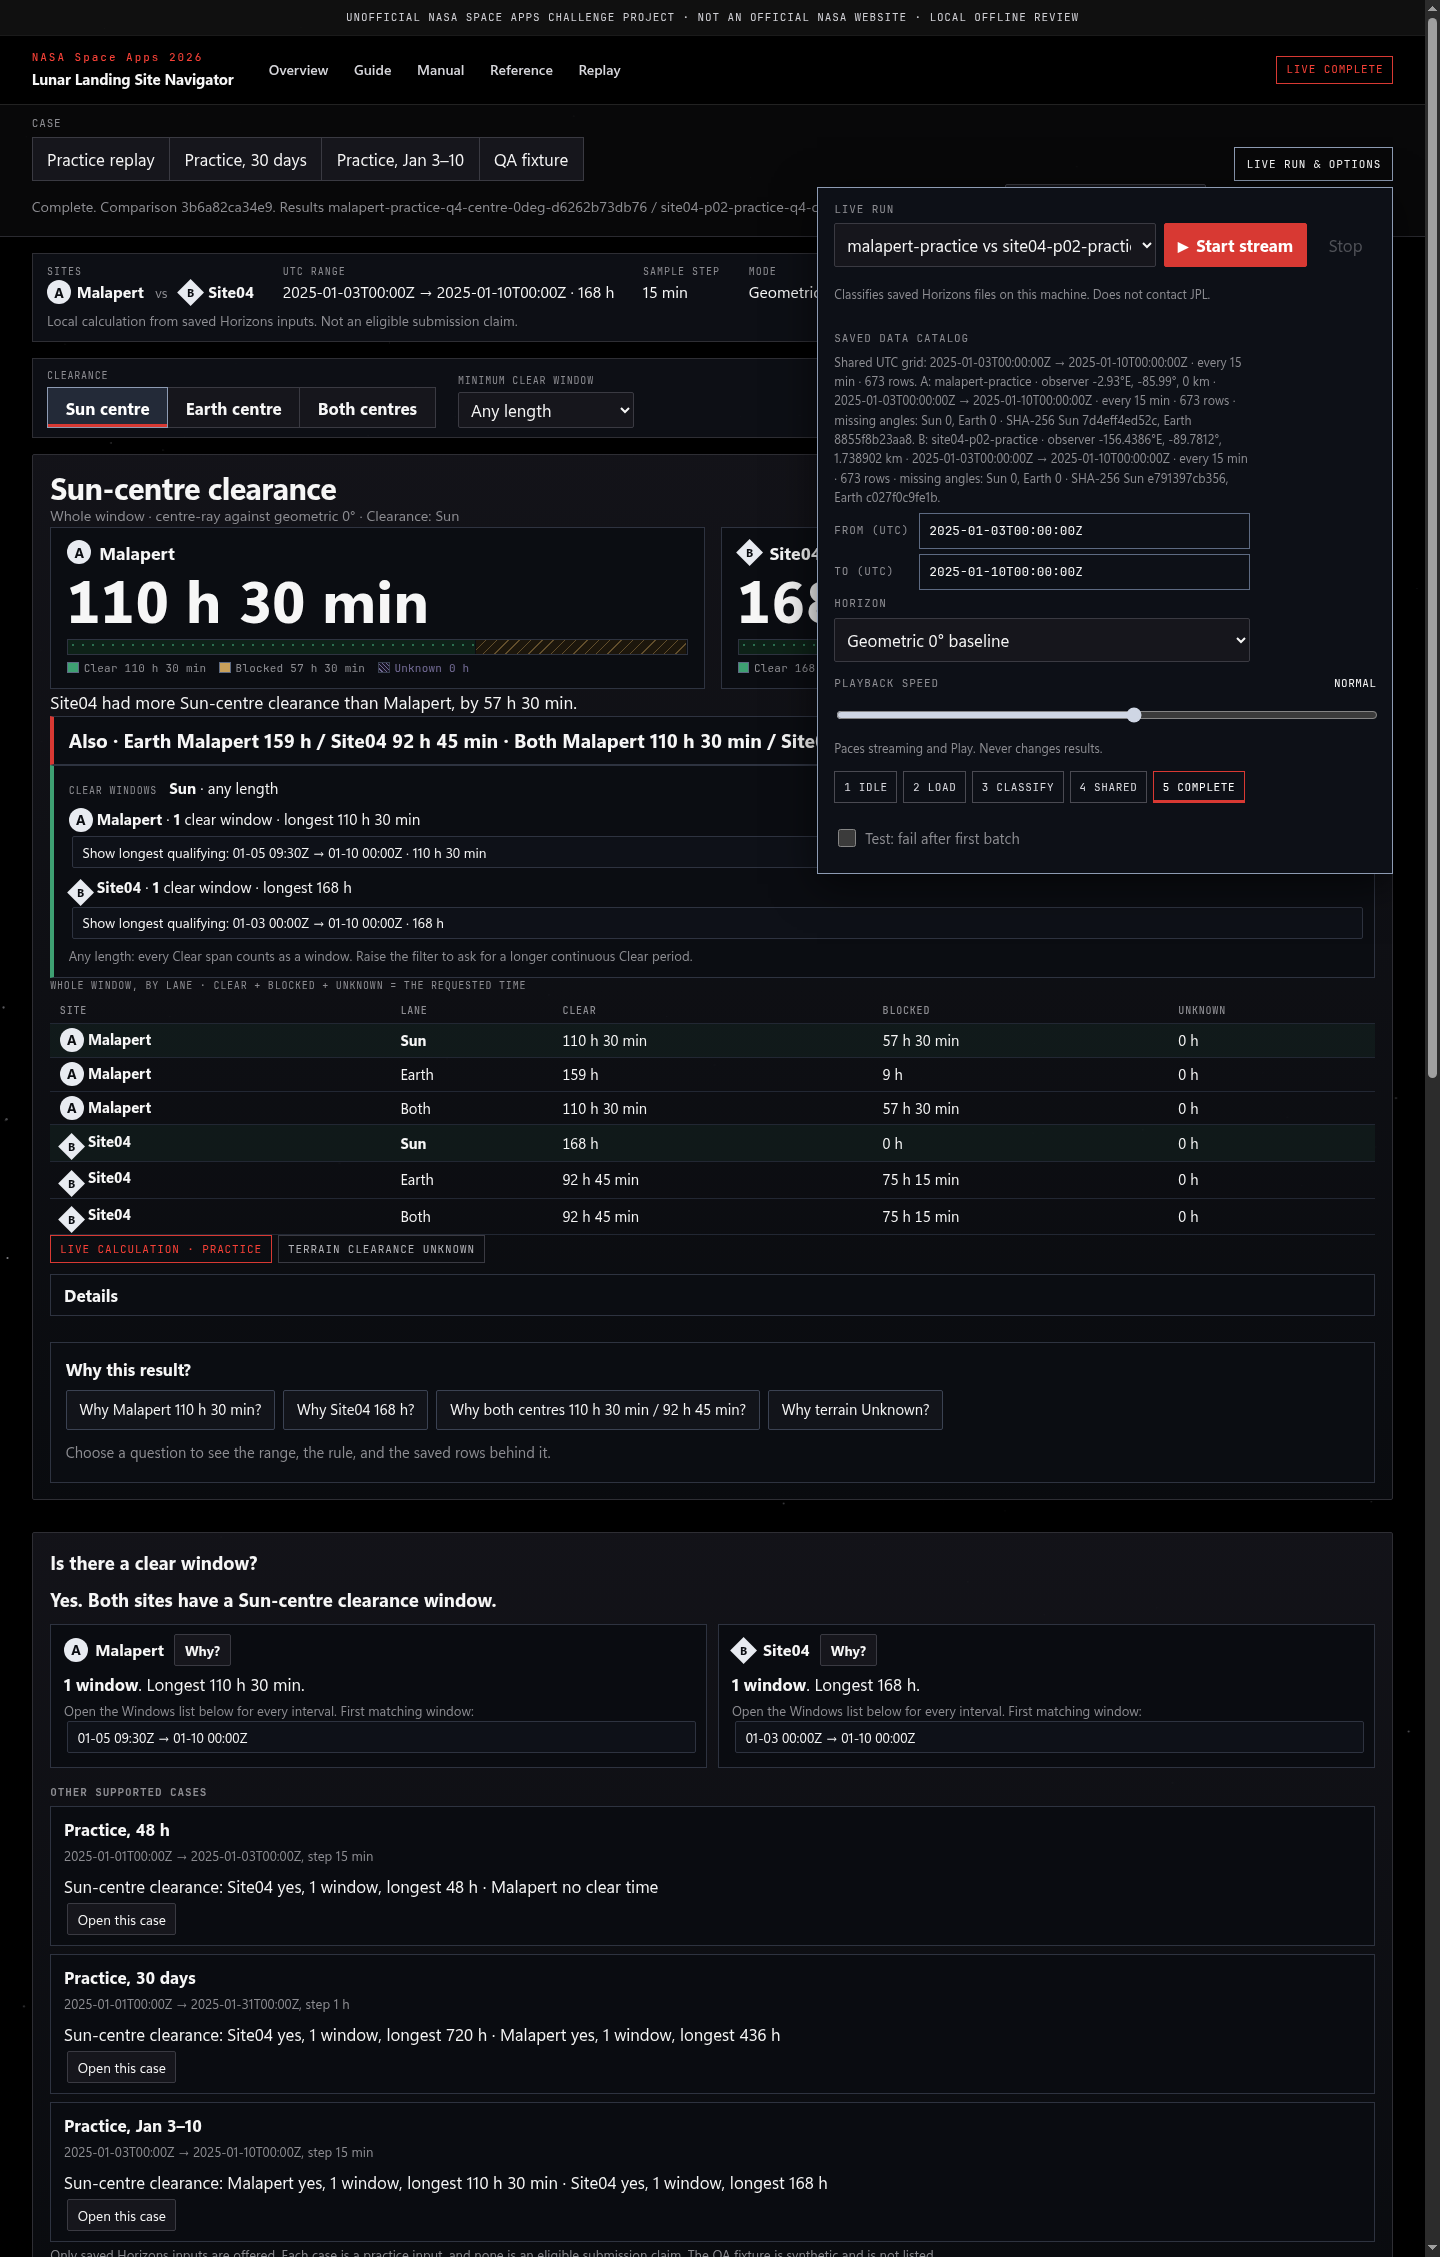 UNOFFICIAL NASA SPACE APPS CHALLENGE PROJECT · NOT AN OFFICIAL NASA WEBSITE · LOCAL OFFLINE REVIEW
NASA Space Apps 2026
Lunar Landing Site Navigator
Overview Guide Manual Reference Replay
LIVE COMPLETE
CASE
Practice replay Practice, 30 days Practice, Jan 3–10 QA fixture
LIVE RUN & OPTIONS
Complete. Comparison 3b6a82ca34e9. Results malapert-practice-q4-centre-0deg-d6262b73db76 / site04-p02-practice-q4-c
SITES
A Malapert vs B Site04
UTC RANGE
2025-01-03T00:00Z → 2025-01-10T00:00Z · 168 h
SAMPLE STEP
15 min
MODE
Geometric
Local calculation from saved Horizons inputs. Not an eligible submission claim.
CLEARANCE
Sun centre Earth centre Both centres
MINIMUM CLEAR WINDOW
Any length
LIVE RUN
malapert-practice vs site04-p02-practi
▶ Start stream Stop
Classifies saved Horizons files on this machine. Does not contact JPL.
SAVED DATA CATALOG
Shared UTC grid: 2025-01-03T00:00:00Z → 2025-01-10T00:00:00Z · every 15
min · 673 rows. A: malapert-practice · observer -2.93°E, -85.99°, 0 km ·
2025-01-03T00:00:00Z → 2025-01-10T00:00:00Z · every 15 min · 673 rows ·
missing angles: Sun 0, Earth 0 · SHA-256 Sun 7d4eff4ed52c, Earth
8855f8b23aa8. B: site04-p02-practice · observer -156.4386°E, -89.7812°,
1.738902 km · 2025-01-03T00:00:00Z → 2025-01-10T00:00:00Z · every 15 min
· 673 rows · missing angles: Sun 0, Earth 0 · SHA-256 Sun e791397cb356,
Earth c027f0c9fe1b.
FROM (UTC) 2025-01-03T00:00:00Z
TO (UTC) 2025-01-10T00:00:00Z
HORIZON
Geometric 0° baseline
PLAYBACK SPEED NORMAL
Paces streaming and Play. Never changes results.
1 IDLE 2 LOAD 3 CLASSIFY 4 SHARED 5 COMPLETE
Test: fail after first batch
Sun-centre clearance
Whole window · centre-ray against geometric 0° · Clearance: Sun
A Malapert
110 h 30 min
Clear 110 h 30 min Blocked 57 h 30 min Unknown 0 h
B Site04
168
Clear 168
Site04 had more Sun-centre clearance than Malapert, by 57 h 30 min.
Also · Earth Malapert 159 h / Site04 92 h 45 min · Both Malapert 110 h 30 min / Site
CLEAR WINDOWS Sun · any length
A Malapert · 1 clear window · longest 110 h 30 min
Show longest qualifying: 01-05 09:30Z → 01-10 00:00Z · 110 h 30 min
B Site04 · 1 clear window · longest 168 h
Show longest qualifying: 01-03 00:00Z → 01-10 00:00Z · 168 h
Any length: every Clear span counts as a window. Raise the filter to ask for a longer continuous Clear period.
WHOLE WINDOW, BY LANE · CLEAR + BLOCKED + UNKNOWN = THE REQUESTED TIME
SITE LANE CLEAR BLOCKED UNKNOWN
A Malapert Sun 110 h 30 min 57 h 30 min 0 h
A Malapert Earth 159 h 9 h 0 h
A Malapert Both 110 h 30 min 57 h 30 min 0 h
B Site04 Sun 168 h 0 h 0 h
B Site04 Earth 92 h 45 min 75 h 15 min 0 h
B Site04 Both 92 h 45 min 75 h 15 min 0 h
LIVE CALCULATION · PRACTICE TERRAIN CLEARANCE UNKNOWN
Details
Why this result?
Why Malapert 110 h 30 min? Why Site04 168 h? Why both centres 110 h 30 min / 92 h 45 min? Why terrain Unknown?
Choose a question to see the range, the rule, and the saved rows behind it.
Is there a clear window?
Yes. Both sites have a Sun-centre clearance window.
A Malapert Why?
1 window. Longest 110 h 30 min.
Open the Windows list below for every interval. First matching window:
01-05 09:30Z → 01-10 00:00Z
B Site04 Why?
1 window. Longest 168 h.
Open the Windows list below for every interval. First matching window:
01-03 00:00Z → 01-10 00:00Z
OTHER SUPPORTED CASES
Practice, 48 h
2025-01-01T00:00Z → 2025-01-03T00:00Z, step 15 min
Sun-centre clearance: Site04 yes, 1 window, longest 48 h · Malapert no clear time
Open this case
Practice, 30 days
2025-01-01T00:00Z → 2025-01-31T00:00Z, step 1 h
Sun-centre clearance: Site04 yes, 1 window, longest 720 h · Malapert yes, 1 window, longest 436 h
Open this case
Practice, Jan 3–10
2025-01-03T00:00Z → 2025-01-10T00:00Z, step 15 min
Sun-centre clearance: Malapert yes, 1 window, longest 110 h 30 min · Site04 yes, 1 window, longest 168 h
Open this case
Only saved Horizons inputs are offered. Each case is a practice input, and none is an eligible submission claim. The QA fixture is synthetic and is not listed.